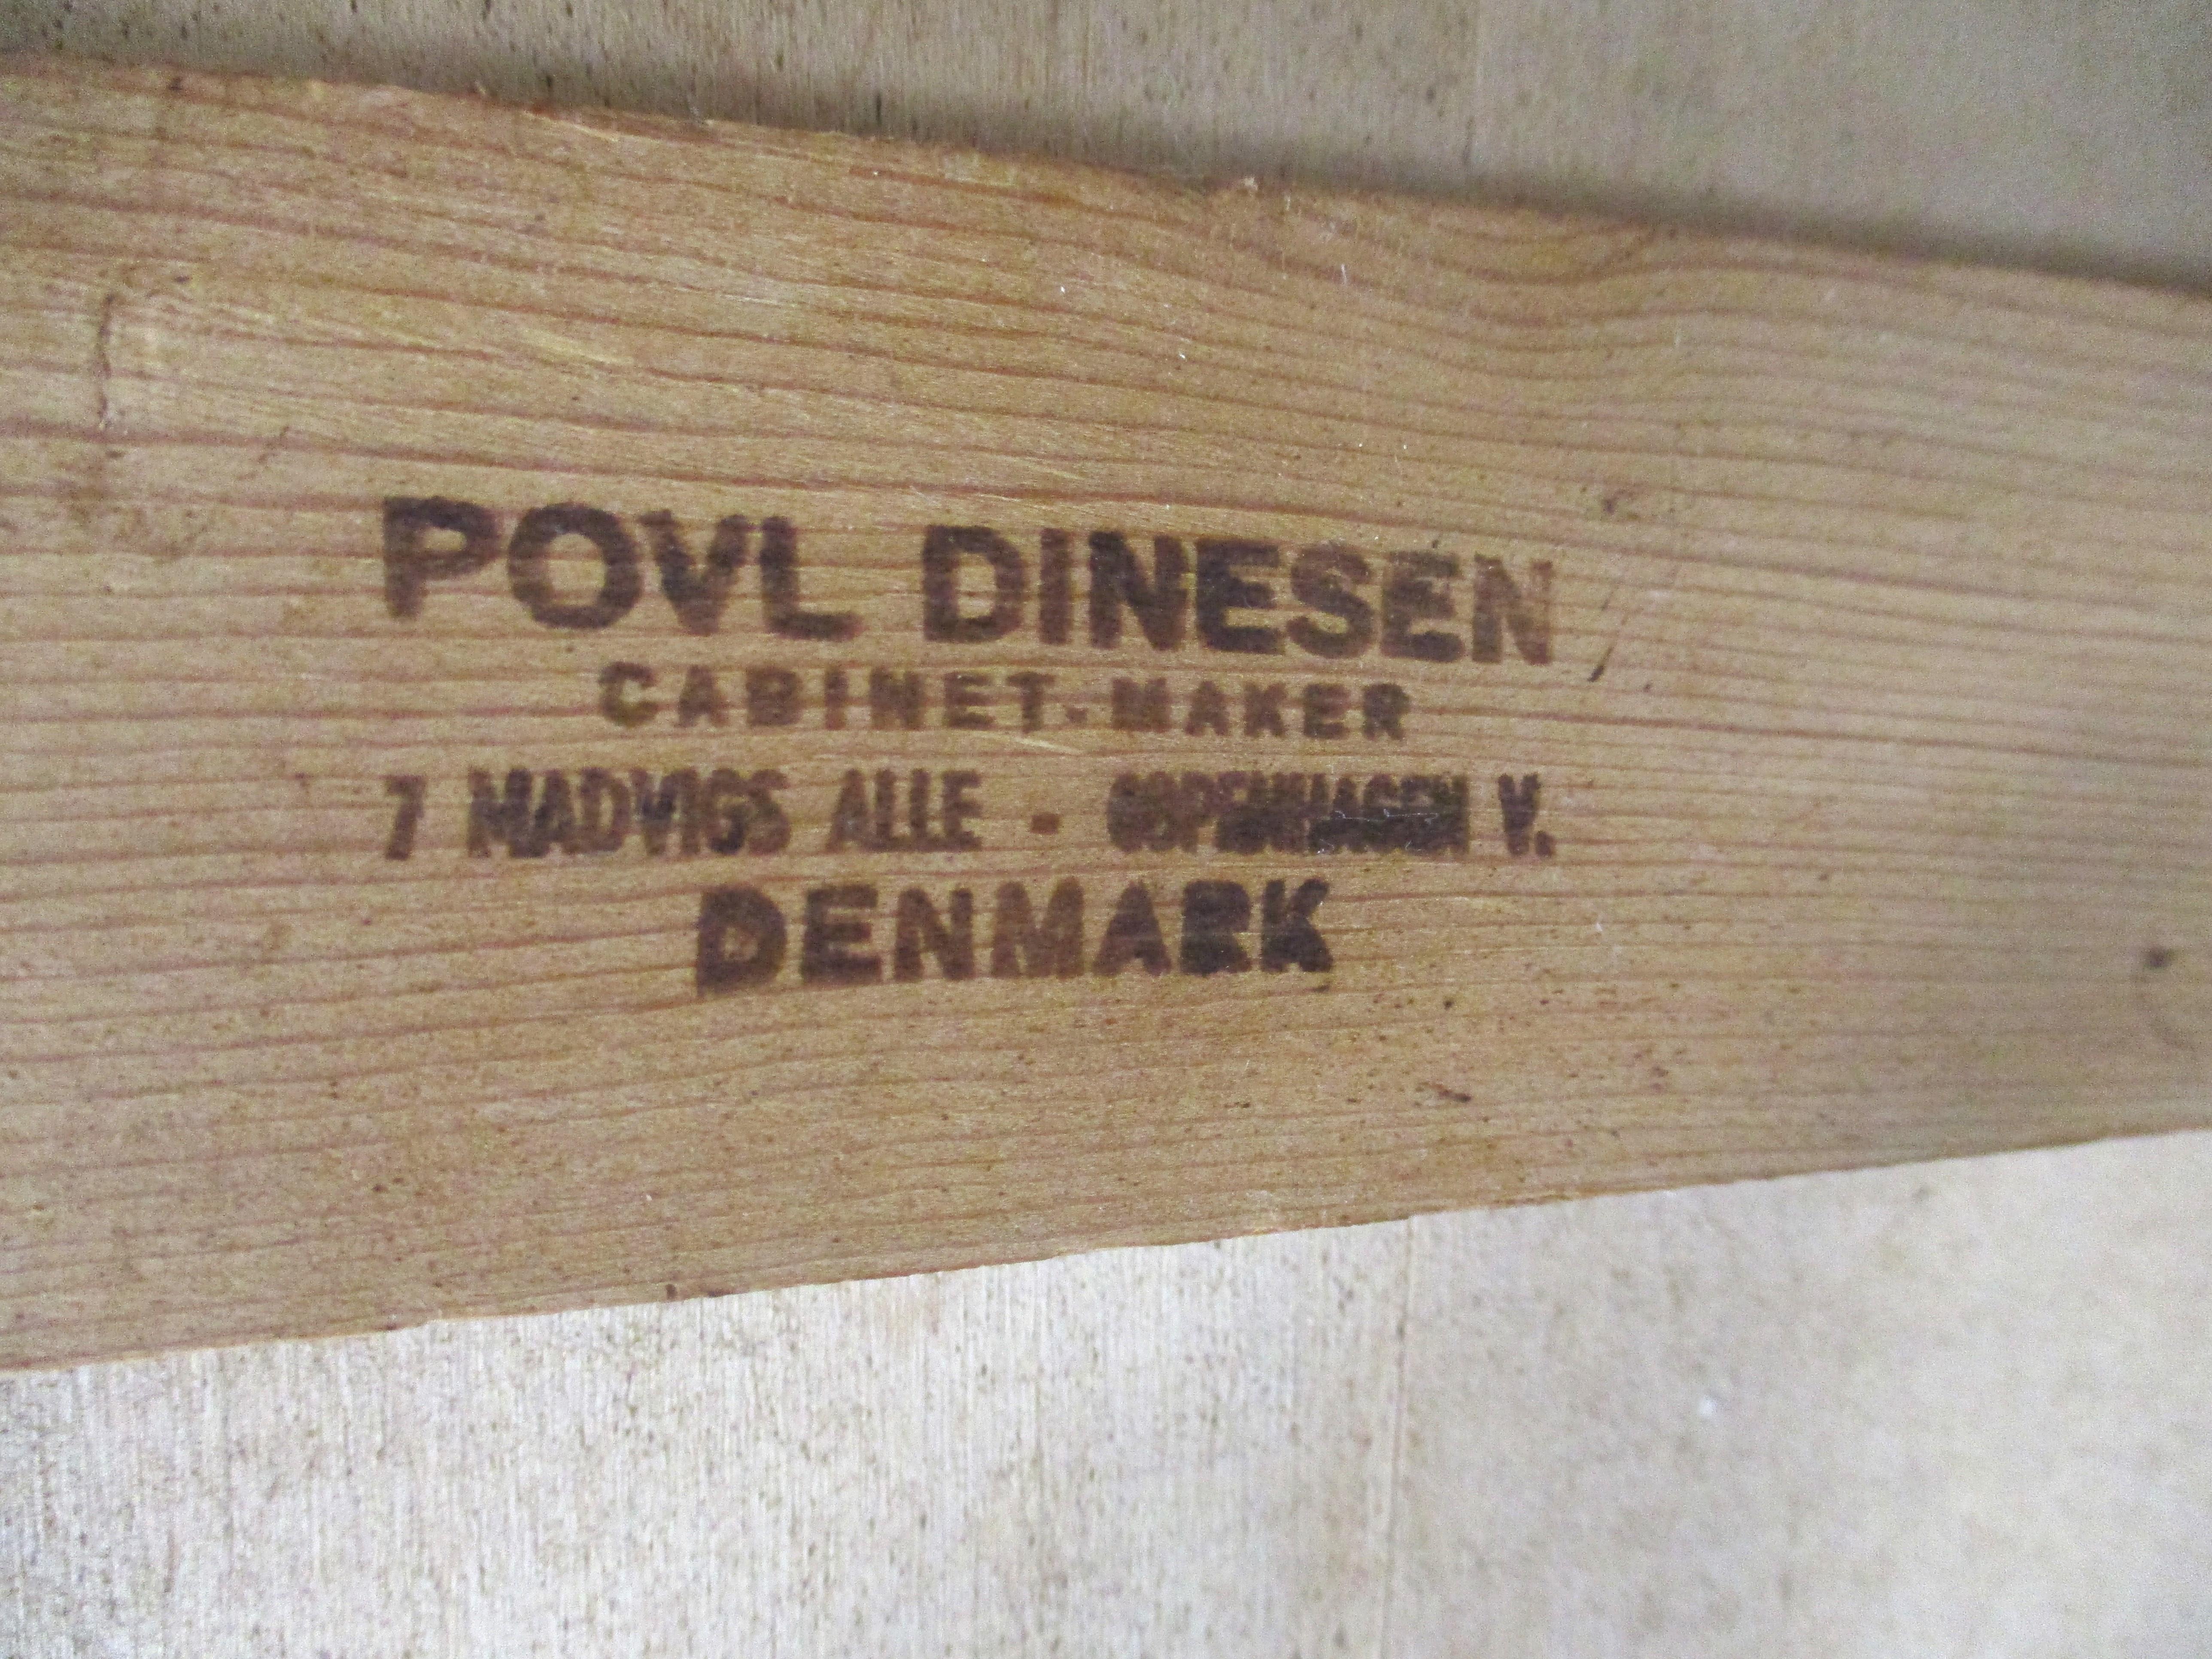 POVL DINESEN
CABINET-MAKER
7 MADVIGS ALLE - COPENHAGEN V.
DENMARK